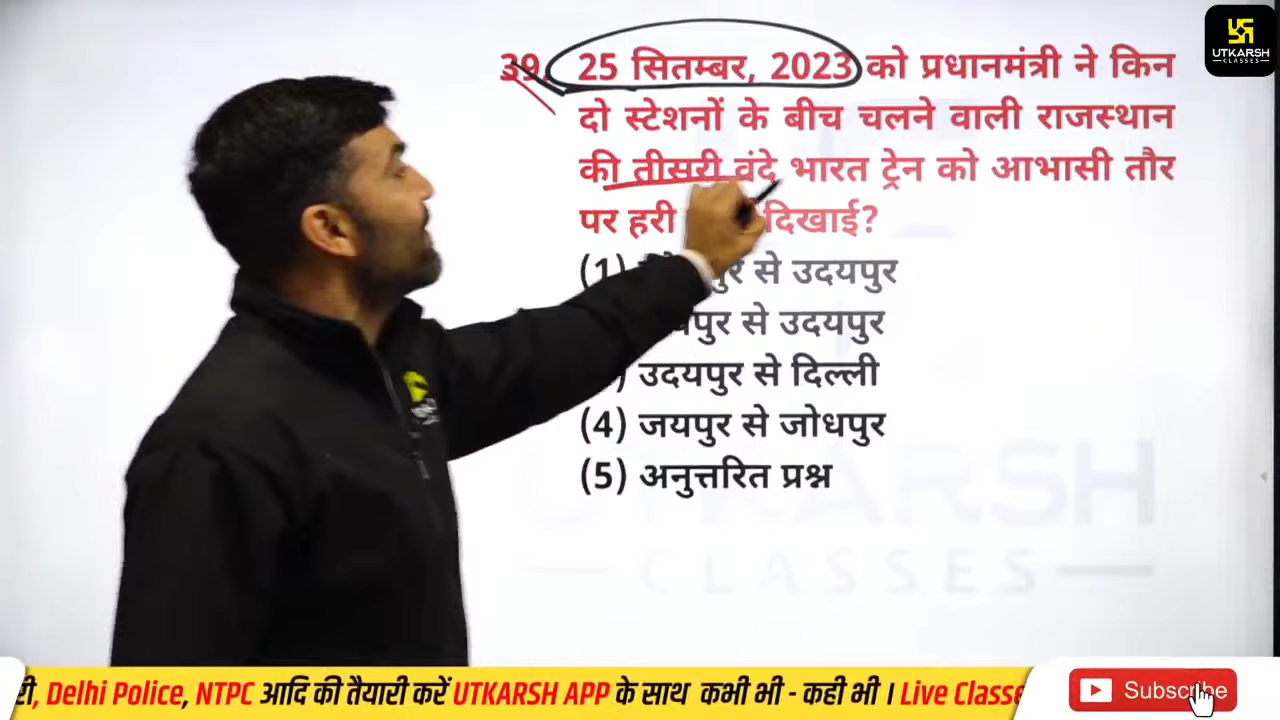 UTKARSH
CLASSES
39. 25 सितम्बर, 2023 को प्रधानमंत्री ने किन
दो स्टेशनों के बीच चलने वाली राजस्थान
की तीसरी वंदे भारत ट्रेन को आभासी तौर
पर हरी दिखाई?
(1) से उदयपुर
से उदयपुर
उदयपुर से दिल्ली
(4) जयपुर से जोधपुर
(5) अनुत्तरित प्रश्न
UTKARSH
CLASSES
Delhi Police, NTPC आदि की तैयारी करें UTKARSH APP के साथ कभी भी - कही भी । Live
Subscribe